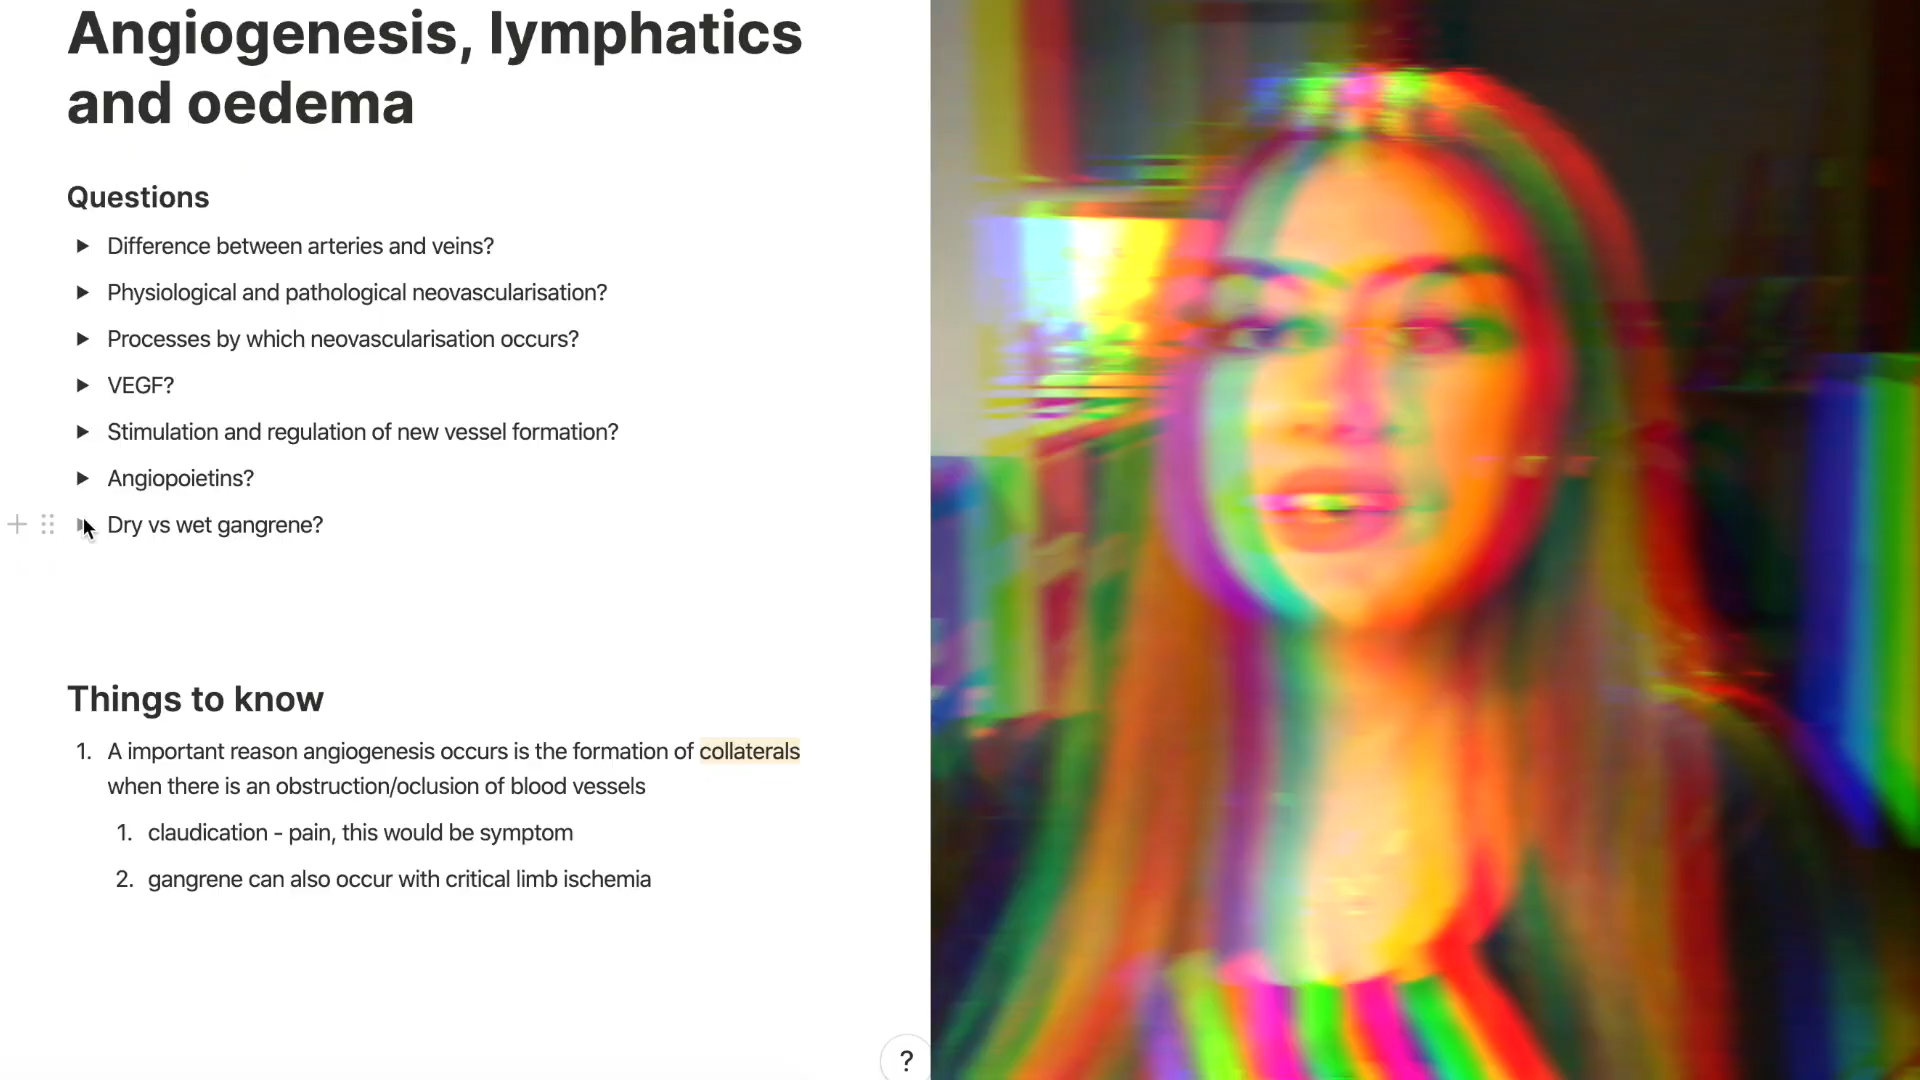 Angiogenesis, lymphatics
and oedema
Questions
Difference between arteries and veins?
Physiological and pathological neovascularisation?
Processes by which neovascularisation occurs?
VEGF?
Stimulation and regulation of new vessel formation?
Angiopoietins?
Dry vs wet gangrene?
Things to know
1. A important reason angiogenesis occurs is the formation of collaterals
when there is an obstruction/oclusion of blood vessels
1. claudication - pain, this would be symptom
2. gangrene can also occur with critical limb ischemia
?